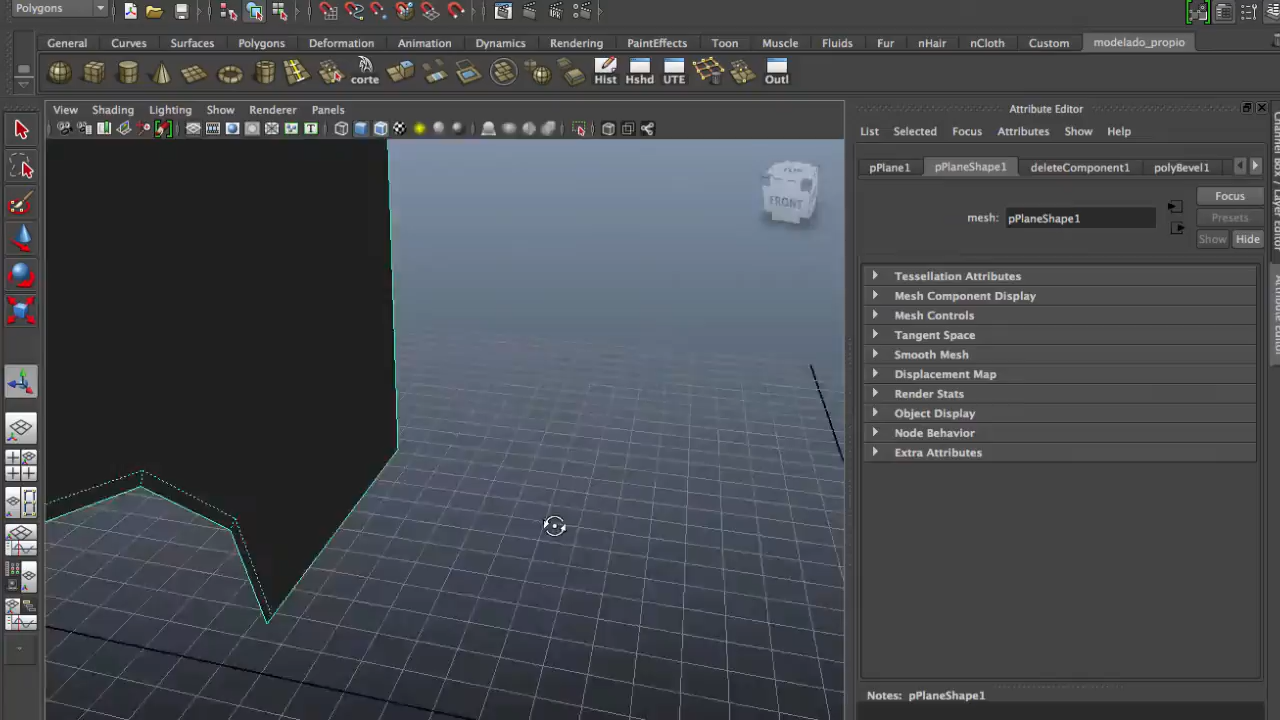 Polygons
General Curves Surfaces Polygons Deformation Animation Dynamics Rendering PaintEffects Toon Muscle Fluids Fur nHair nCloth Custom modelado_propio
corte Hist Hshd UTE Outl
View Shading Lighting Show Renderer Panels
Attribute Editor
List Selected Focus Attributes Show Help
pPlane1 pPlaneShape1 deleteComponent1 polyBevel1
Focus
mesh: pPlaneShape1
Presets
Show Hide
FRONT
Tessellation Attributes
Mesh Component Display
Mesh Controls
Tangent Space
Smooth Mesh
Displacement Map
Render Stats
Object Display
Node Behavior
Extra Attributes
Notes: pPlaneShape1